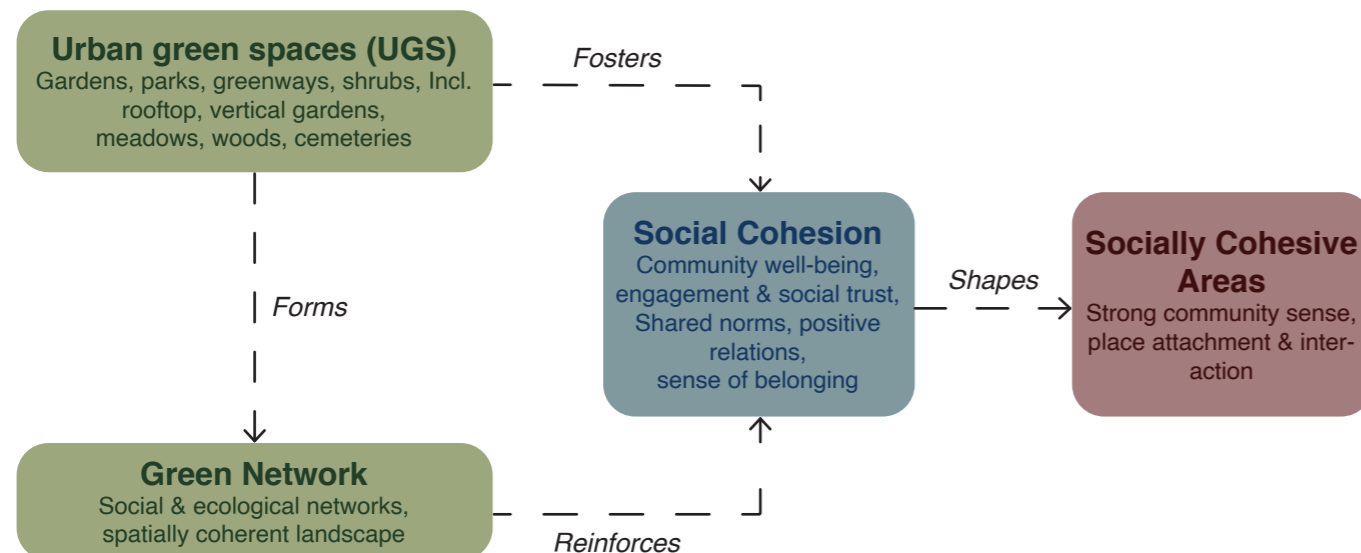 Urban green spaces (UGS)
Gardens, parks, greenways, shrubs, Incl.
rooftop, vertical gardens,
meadows, woods, cemeteries
Fosters
Forms
Social Cohesion
Community well-being,
engagement & social trust,
Shared norms, positive
relations,
sense of belonging
Shapes
Socially Cohesive
Areas
Strong community sense,
place attachment & inter-
action
Green Network
Social & ecological networks,
spatially coherent landscape
Reinforces